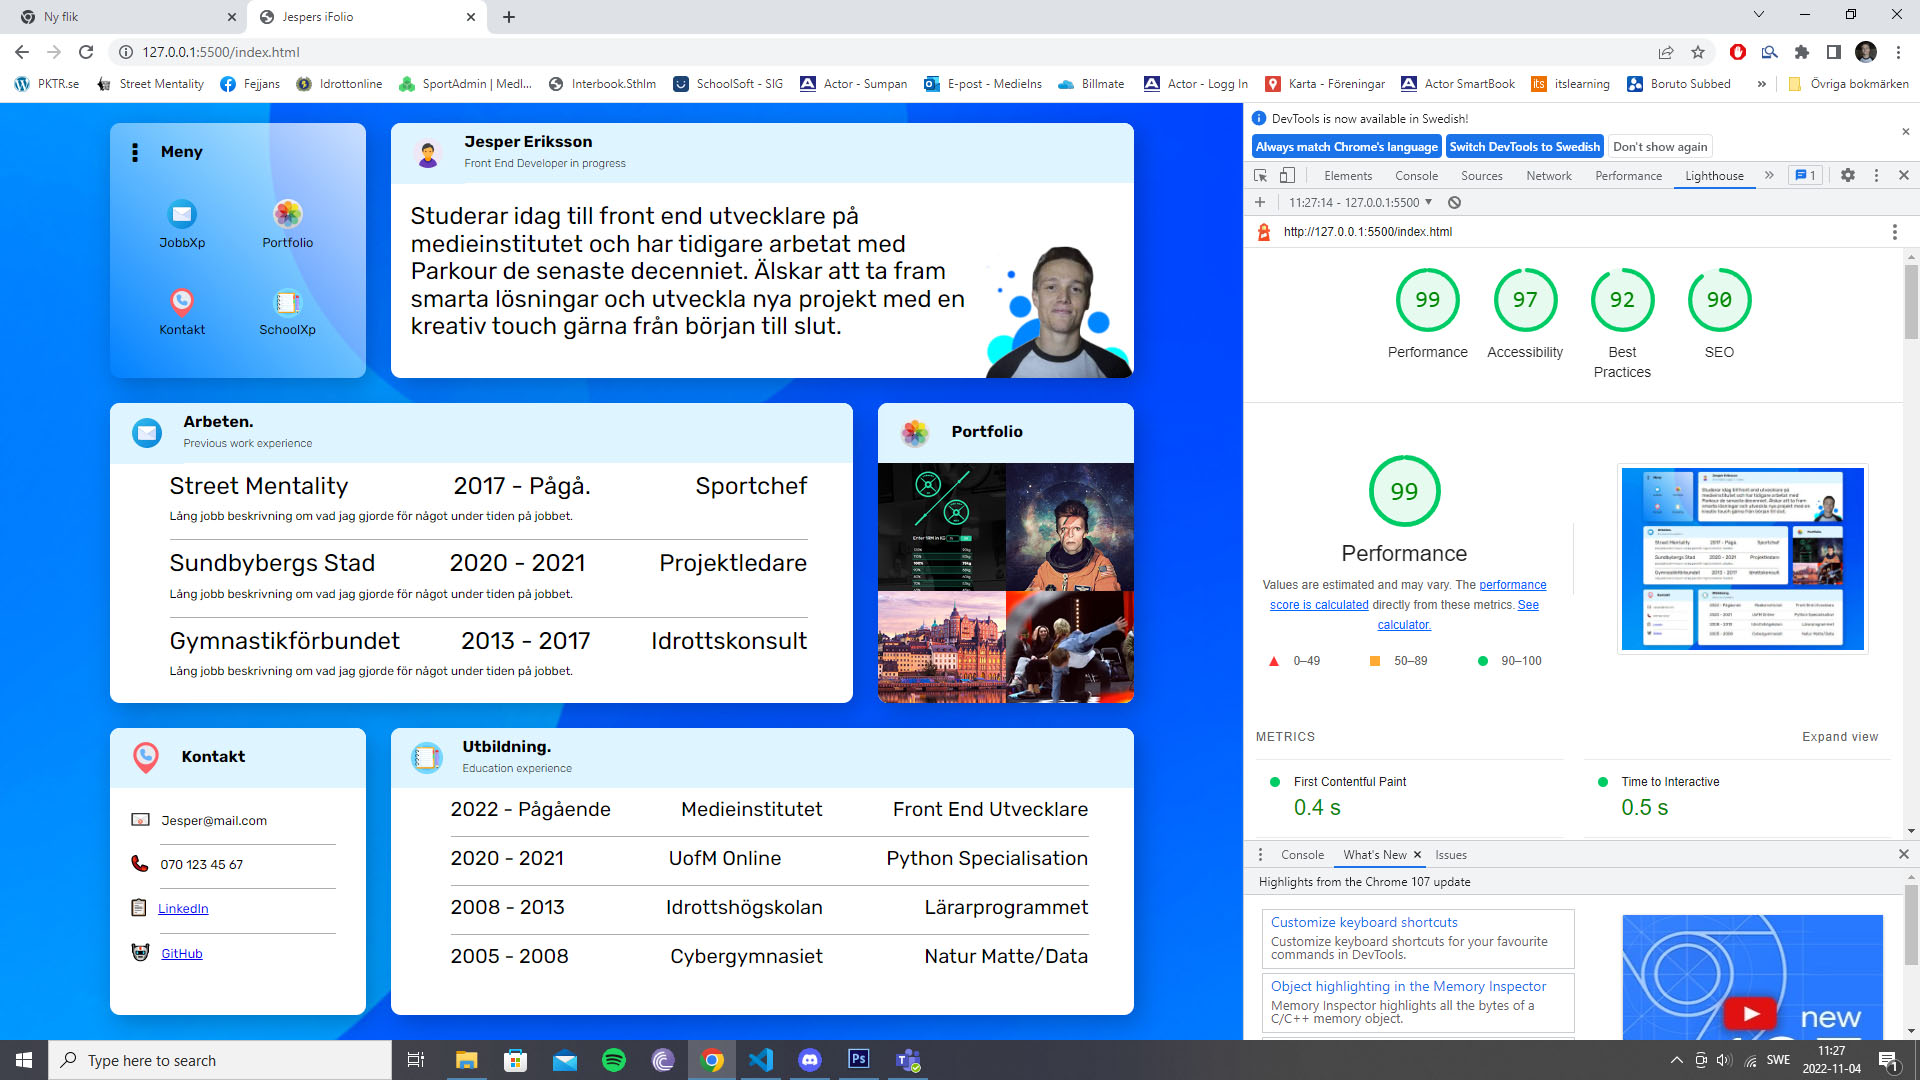 Ny flik
Jespers iFolio
127.0.0.1:5500/index.html
PKTR.se
Street Mentality
Fejjans
Idrottonline
SportAdmin | Medl...
Interbook.Sthlm
SchoolSoft - SIG
Actor - Sumpan
E-post - MedieIns
Billmate
Actor - Logg In
Karta - Föreningar
Actor SmartBook
its
itslearning
Boruto Subbed
»
Övriga bokmärken
Meny
JobbXp
Portfolio
Kontakt
SchoolXp
Jesper Eriksson
Front End Developer in progress
Studerar idag till front end utvecklare på
medieinstitutet och har tidigare arbetat med
Parkour de senaste decenniet. Älskar att ta fram
smarta lösningar och utveckla nya projekt med en
kreativ touch gärna från början till slut.
Arbeten.
Previous work experience
Street Mentality 2017 - Pågå. Sportchef
Lång jobb beskrivning om vad jag gjorde för något under tiden på jobbet.
Sundbybergs Stad 2020 - 2021 Projektledare
Lång jobb beskrivning om vad jag gjorde för något under tiden på jobbet.
Gymnastikförbundet 2013 - 2017 Idrottskonsult
Lång jobb beskrivning om vad jag gjorde för något under tiden på jobbet.
Portfolio
Kontakt
Jesper@mail.com
070 123 45 67
LinkedIn
GitHub
Utbildning.
Education experience
2022 - Pågående Medieinstitutet Front End Utvecklare
2020 - 2021 UofM Online Python Specialisation
2008 - 2013 Idrottshögskolan Lärarprogrammet
2005 - 2008 Cybergymnasiet Natur Matte/Data
DevTools is now available in Swedish!
Always match Chrome's language Switch DevTools to Swedish Don't show again
Elements Console Sources Network Performance Lighthouse » 1
11:27:14 - 127.0.0.1:5500
http://127.0.0.1:5500/index.html
99 97 92 90
Performance Accessibility Best Practices SEO
99
Performance
Values are estimated and may vary. The performance
score is calculated directly from these metrics. See
calculator.
0–49 50–89 90–100
METRICS Expand view
First Contentful Paint
0.4 s
Time to Interactive
0.5 s
Console What's New Issues
Highlights from the Chrome 107 update
Customize keyboard shortcuts
Customize keyboard shortcuts for your favourite
commands in DevTools.
Object highlighting in the Memory Inspector
Memory Inspector highlights all the bytes of a
C/C++ memory object.
new
Type here to search
Ps
SWE
11:27
2022-11-04
1